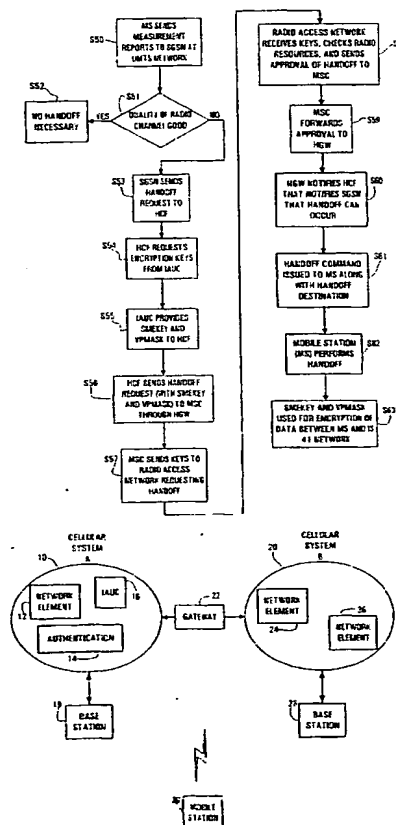 S50
MS SENDS
MEASUREMENT
REPORTS TO SGSN AT
UMTS NETWORK
S51
QUALITY OF RADIO
CHANNEL GOOD
YES
NO
S52
NO HANDOFF
NECESSARY
S53
SGSN SENDS
HANDOFF
REQUEST TO
HCF
S54
HCF REQUESTS
ENCRYPTION KEYS
FROM IAUC
S55
IAUC PROVIDES
SMEKEY AND
VPMASK TO HCF
S56
HCF SENDS HANDOFF
REQUEST (WITH SMEKEY
AND VPMASK) TO MSC
THROUGH HGW
S57
MSC SENDS KEYS TO
RADIO ACCESS
NETWORK REQUESTING
HANDOFF
RADIO ACCESS NETWORK
RECEIVES KEYS, CHECKS RADIO
RESOURCES, AND SENDS
APPROVAL OF HANDOFF TO
MSC
S59
MSC
FORWARDS
APPROVAL TO
HGW
S60
HGW NOTIFIES HCF
THAT NOTIFIES SGSN
THAT HANDOFF CAN
OCCUR
S61
HANDOFF COMMAND
ISSUED TO MS ALONG
WITH HANDOFF
DESTINATION
S62
MOBILE STATION
(MS) PERFORMS
HANDOFF
S63
SMEKEY AND VPMASK
USED FOR ENCRYPTION OF
DATA BETWEEN MS AND IS
41 NETWORK
CELLULAR
SYSTEM
A
10
NETWORK
ELEMENT
12
IAUC
16
AUTHENTICATION
14
BASE
STATION
18
GATEWAY
22
CELLULAR
SYSTEM
B
20
NETWORK
ELEMENT
24
26
NETWORK
ELEMENT
BASE
STATION
MOBILE
STATION